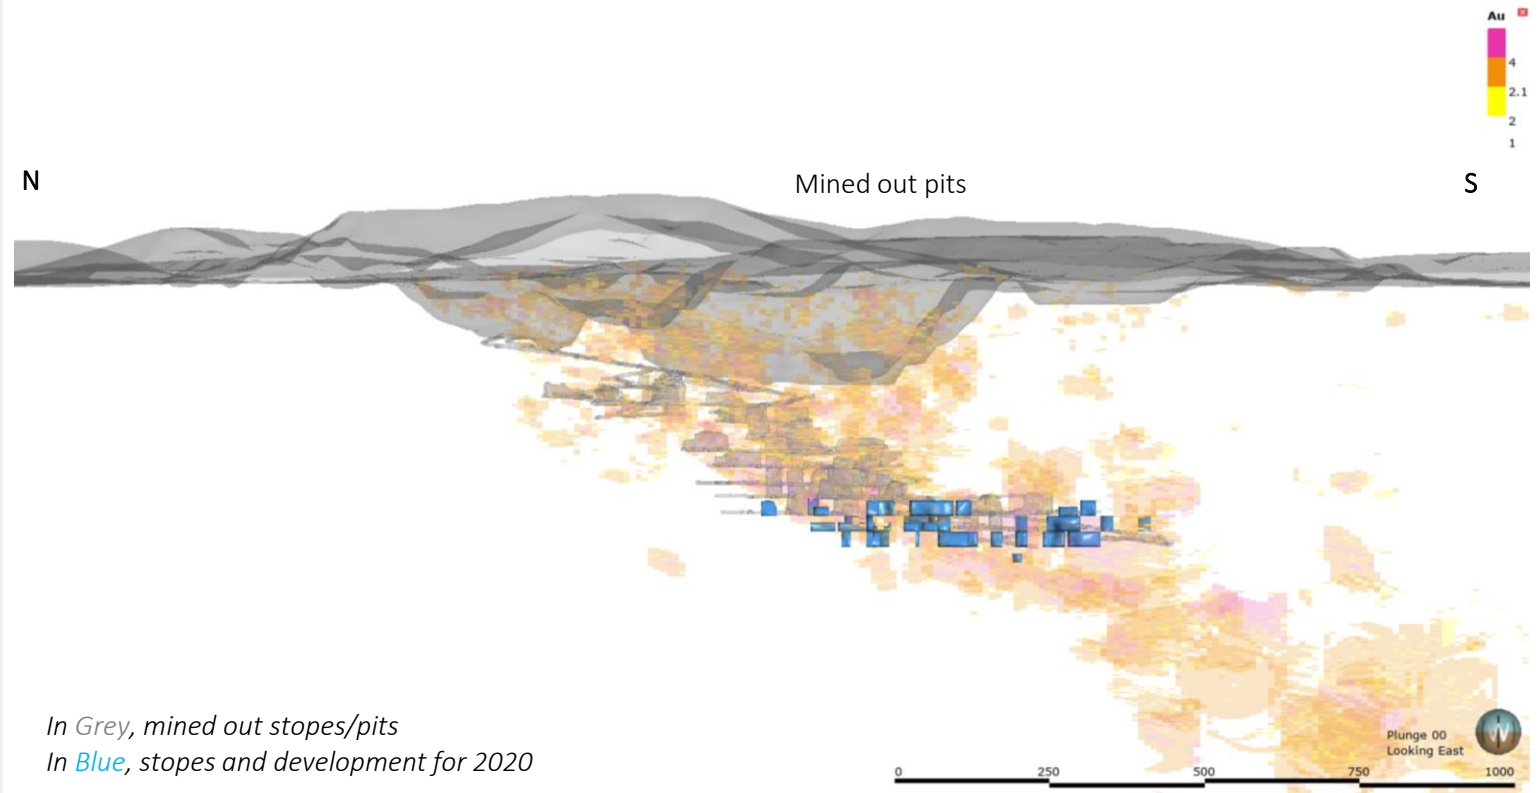 Au
4
2.1
2
1
N
Mined out pits
S
In Grey, mined out stopes/pits
In Blue, stopes and development for 2020
Plunge 00
Looking East
W
0 250 500 750 1000